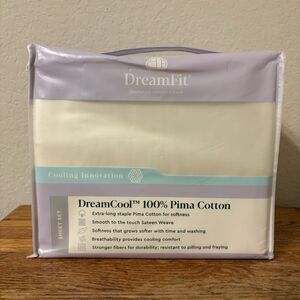 DreamFit
Cooling Innovation
DreamCool™ 100% Pima Cotton
Extra-long staple Pima Cotton for softness
Smooth to the touch Sateen Weave
Softness that grows softer with time and washing
Breathability provides cooling comfort
Stronger fibers for durability; resistant to pilling and fraying
SHEET SET